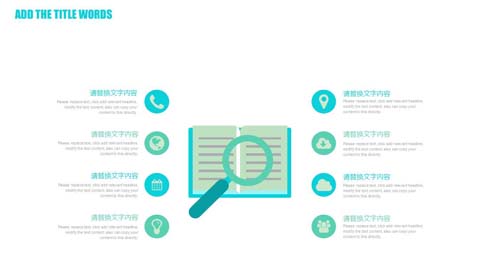 ADD THE TITLE WORDS
请替换文字内容
Please replace text, click add relevant headline,
modify the text content, also can copy your
content to this directly.
请替换文字内容
Please replace text, click add relevant headline,
modify the text content, also can copy your
content to this directly.
请替换文字内容
Please replace text, click add relevant headline,
modify the text content, also can copy your
content to this directly.
请替换文字内容
Please replace text, click add relevant headline,
modify the text content, also can copy your
content to this directly.
请替换文字内容
Please replace text, click add relevant headline,
modify the text content, also can copy your
content to this directly.
请替换文字内容
Please replace text, click add relevant headline,
modify the text content, also can copy your
content to this directly.
请替换文字内容
Please replace text, click add relevant headline,
modify the text content, also can copy your
content to this directly.
请替换文字内容
Please replace text, click add relevant headline,
modify the text content, also can copy your
content to this directly.